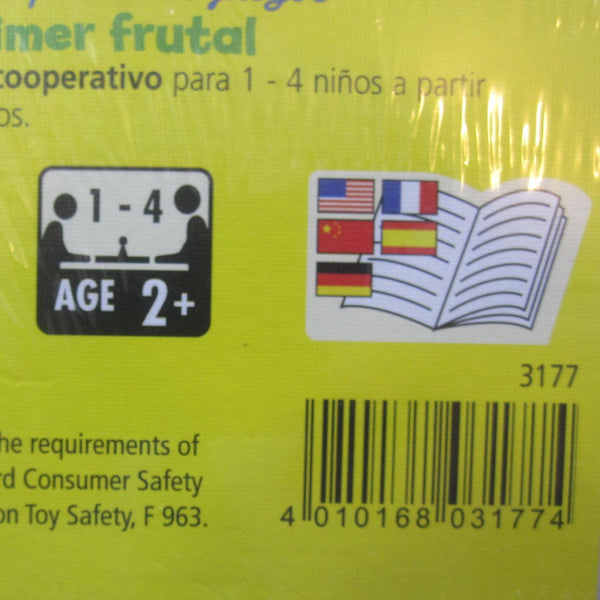 imer frutal
cooperativo para 1 - 4 niños a partir
os.
1 - 4
AGE 2+
3177
he requirements of
rd Consumer Safety
on Toy Safety, F 963.
4 010168 031774